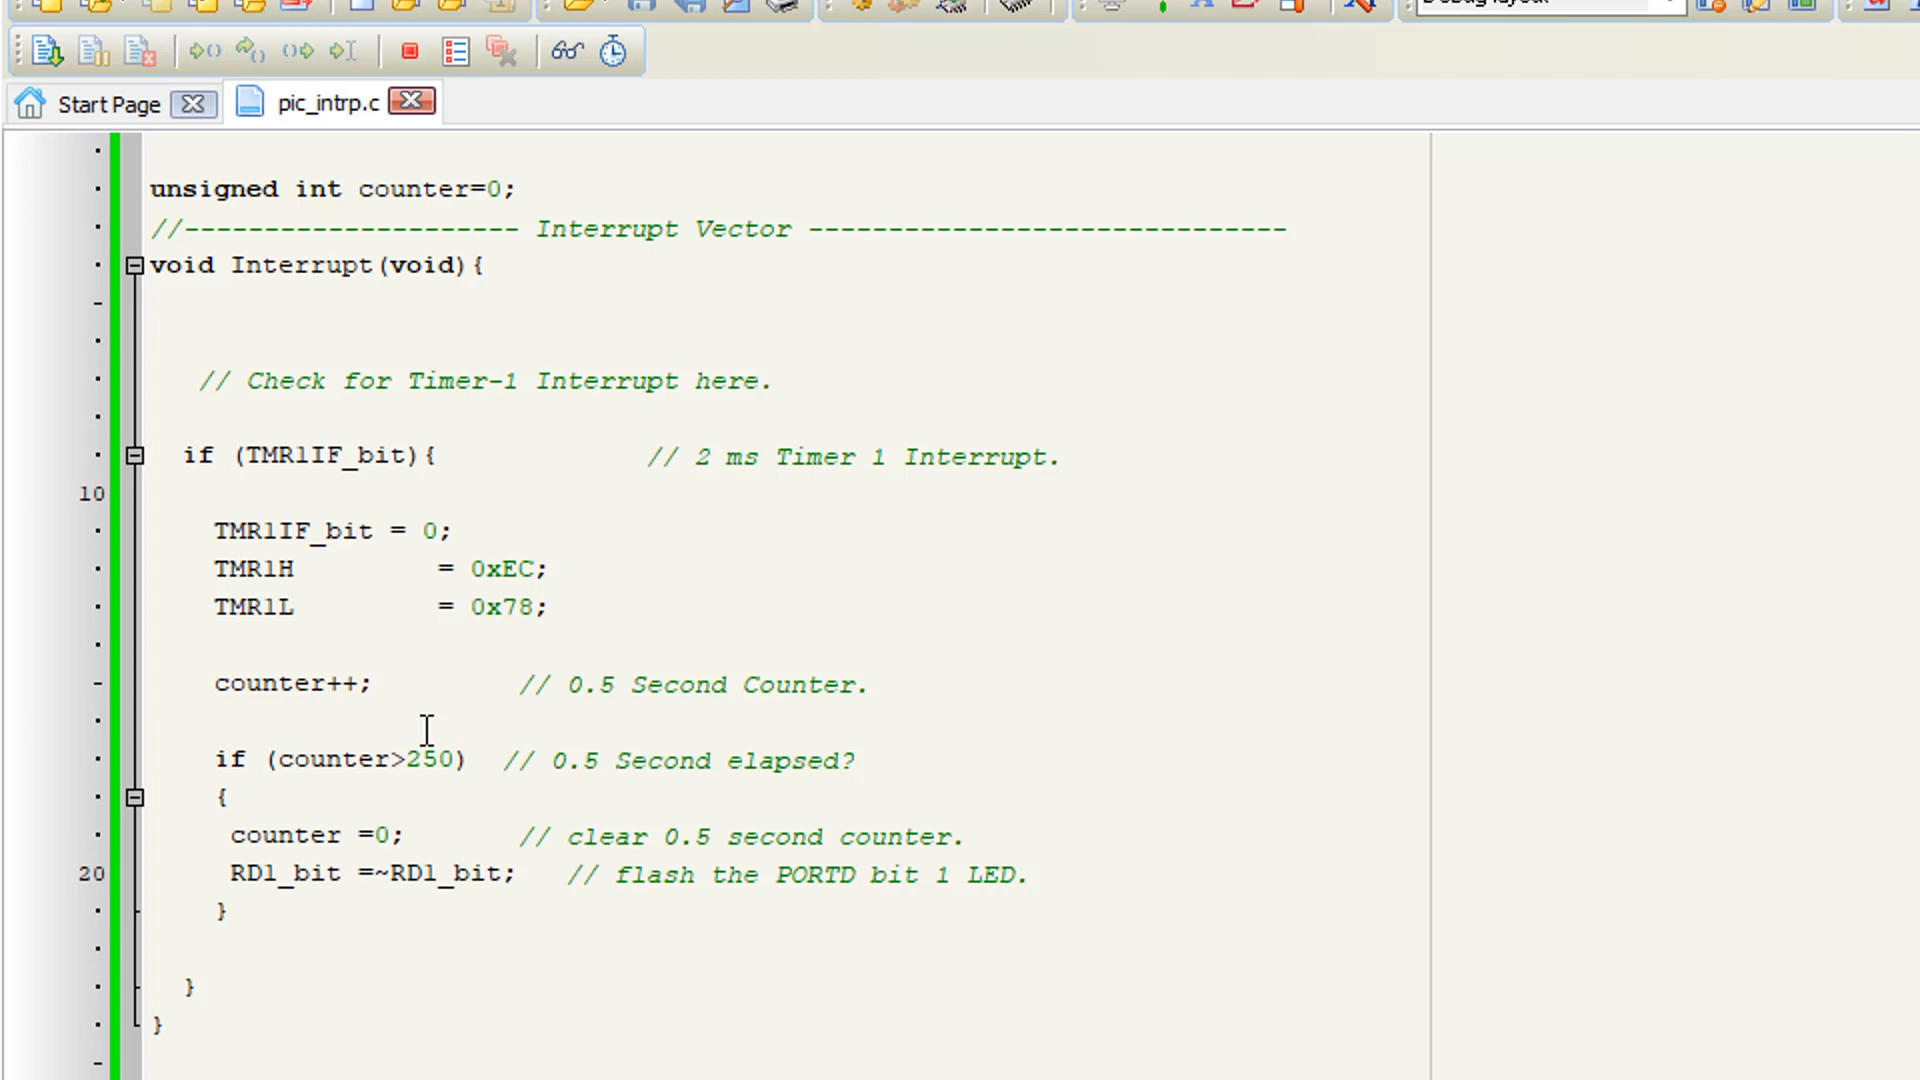 Debug layout
Start Page
pic_intrp.c
unsigned int counter=0;
//--------------------- Interrupt Vector ------------------------------
void Interrupt(void){
// Check for Timer-1 Interrupt here.
if (TMR1IF_bit){ // 2 ms Timer 1 Interrupt.
10
TMR1IF_bit = 0;
TMR1H = 0xEC;
TMR1L = 0x78;
counter++; // 0.5 Second Counter.
if (counter>250) // 0.5 Second elapsed?
{
counter =0; // clear 0.5 second counter.
20 RD1_bit =~RD1_bit; // flash the PORTD bit 1 LED.
}
}
}